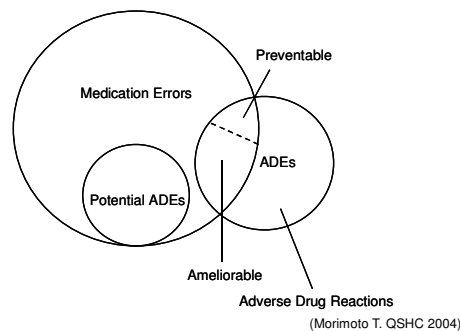 Preventable
Medication Errors
ADEs
Potential ADEs
Ameliorable
Adverse Drug Reactions
(Morimoto T. QSHC 2004)